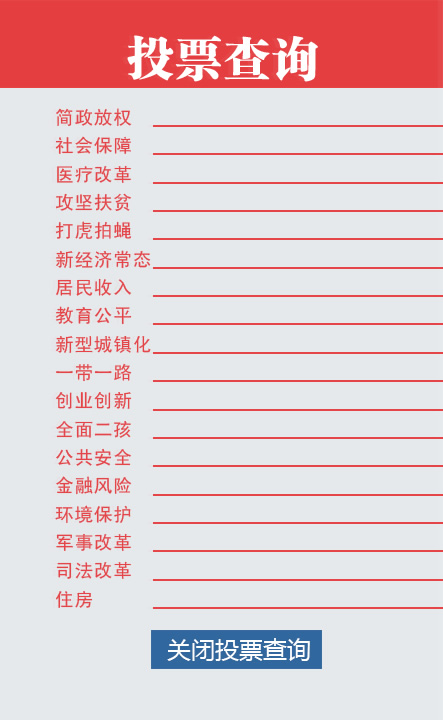 投票查询
简政放权
社会保障
医疗改革
攻坚扶贫
打虎拍蝇
新经济常态
居民收入
教育公平
新型城镇化
一带一路
创业创新
全面二孩
公共安全
金融风险
环境保护
军事改革
司法改革
住房
关闭投票查询